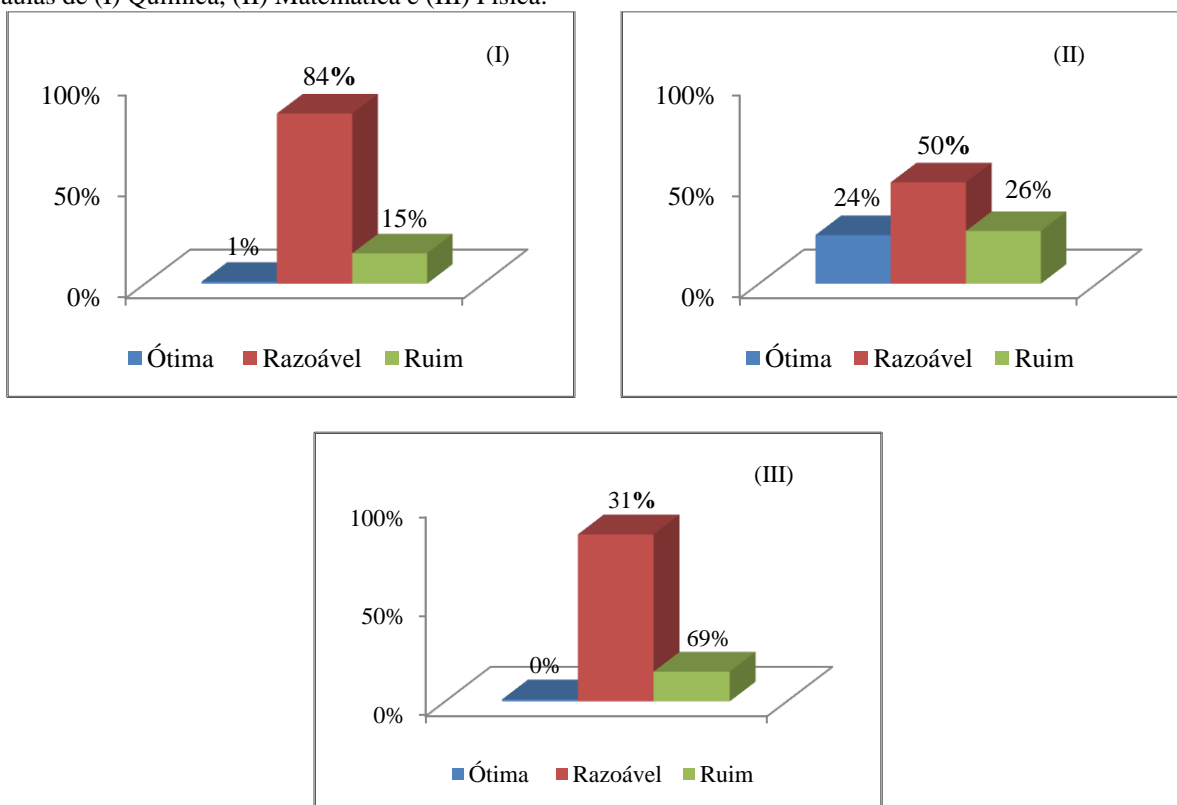 aulas de (I) Química, (II) Matemática e (III) Física.
(I)
84%
100%
50%
15%
1%
0%
Ótima Razoável Ruim
(II)
100%
50%
24%
26%
50%
0%
Ótima Razoável Ruim
(III)
31%
100%
50%
69%
0%
0%
Ótima Razoável Ruim